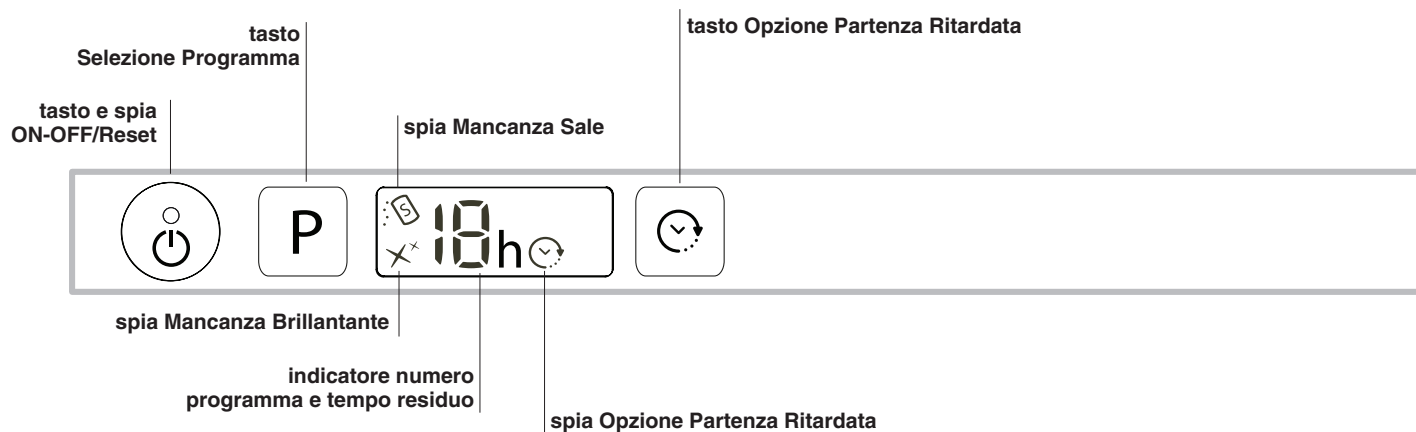 tasto Opzione Partenza Ritardata
tasto
Selezione Programma
tasto e spia
ON-OFF/Reset
spia Mancanza Sale
P
S
18h
spia Mancanza Brillantante
indicatore numero
programma e tempo residuo
spia Opzione Partenza Ritardata